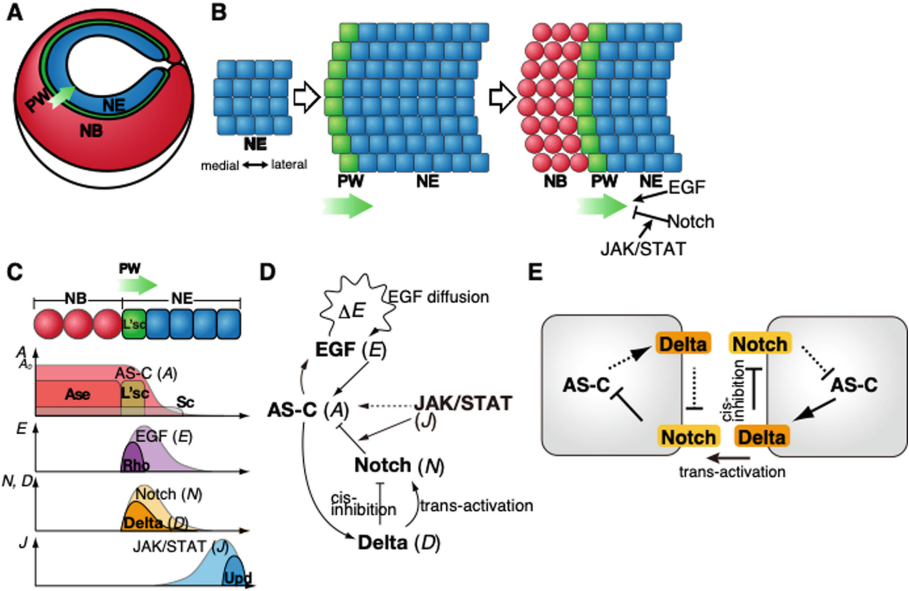 A
PW
NE
NB
B
NE
medial lateral
PW NE
NB PW NE
EGF
Notch
JAK/STAT
C
PW
NB NE
L'sc
A
A₀
AS-C (A)
Ase L'sc Sc
E
EGF (E)
Rho
N, D
Notch (N)
Delta (D)
J
JAK/STAT (J)
Upd
D
ΔE
EGF diffusion
EGF (E)
AS-C (A)
JAK/STAT
(J)
Notch (N)
cis-
inhibition
trans-activation
Delta (D)
E
Delta Notch
AS-C
AS-C
cis-
inhibition
Notch Delta
trans-activation